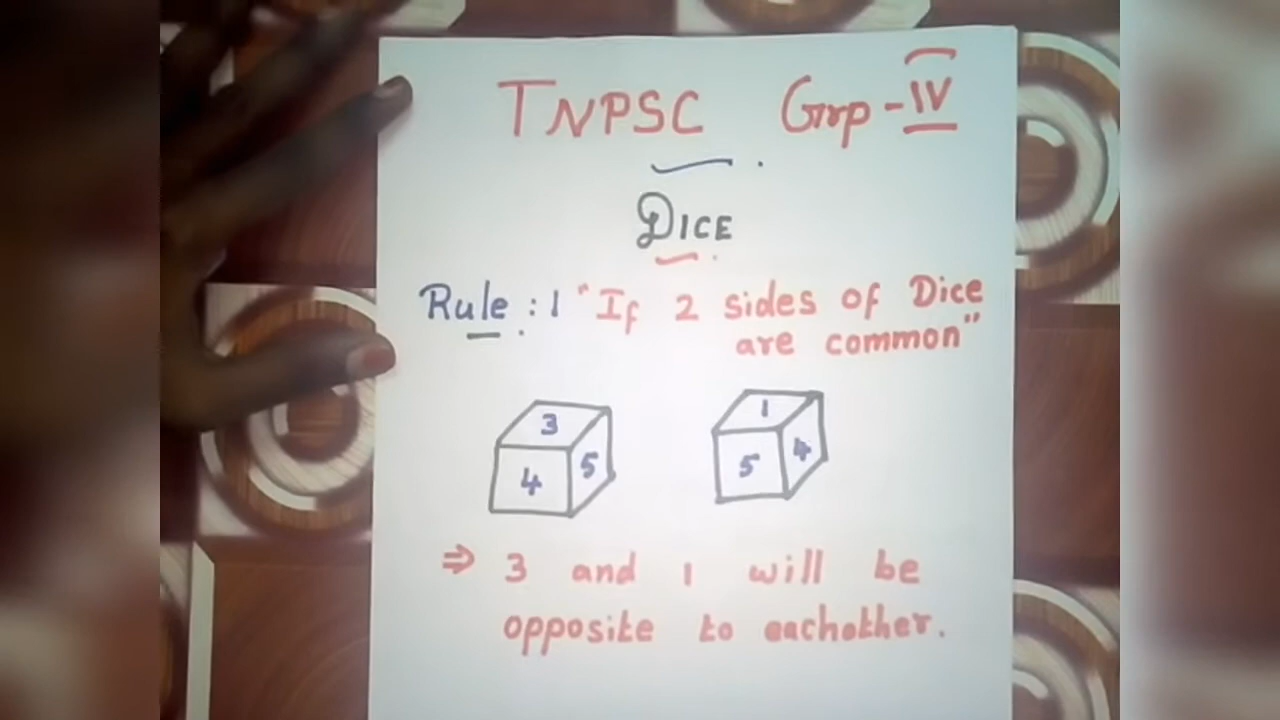 TNPSC Grp-IV
DICE
Rule : 1 "If 2 sides of Dice
are common"
3
4
5
1
5
4
⇒ 3 and 1 will be
opposite to eachother.